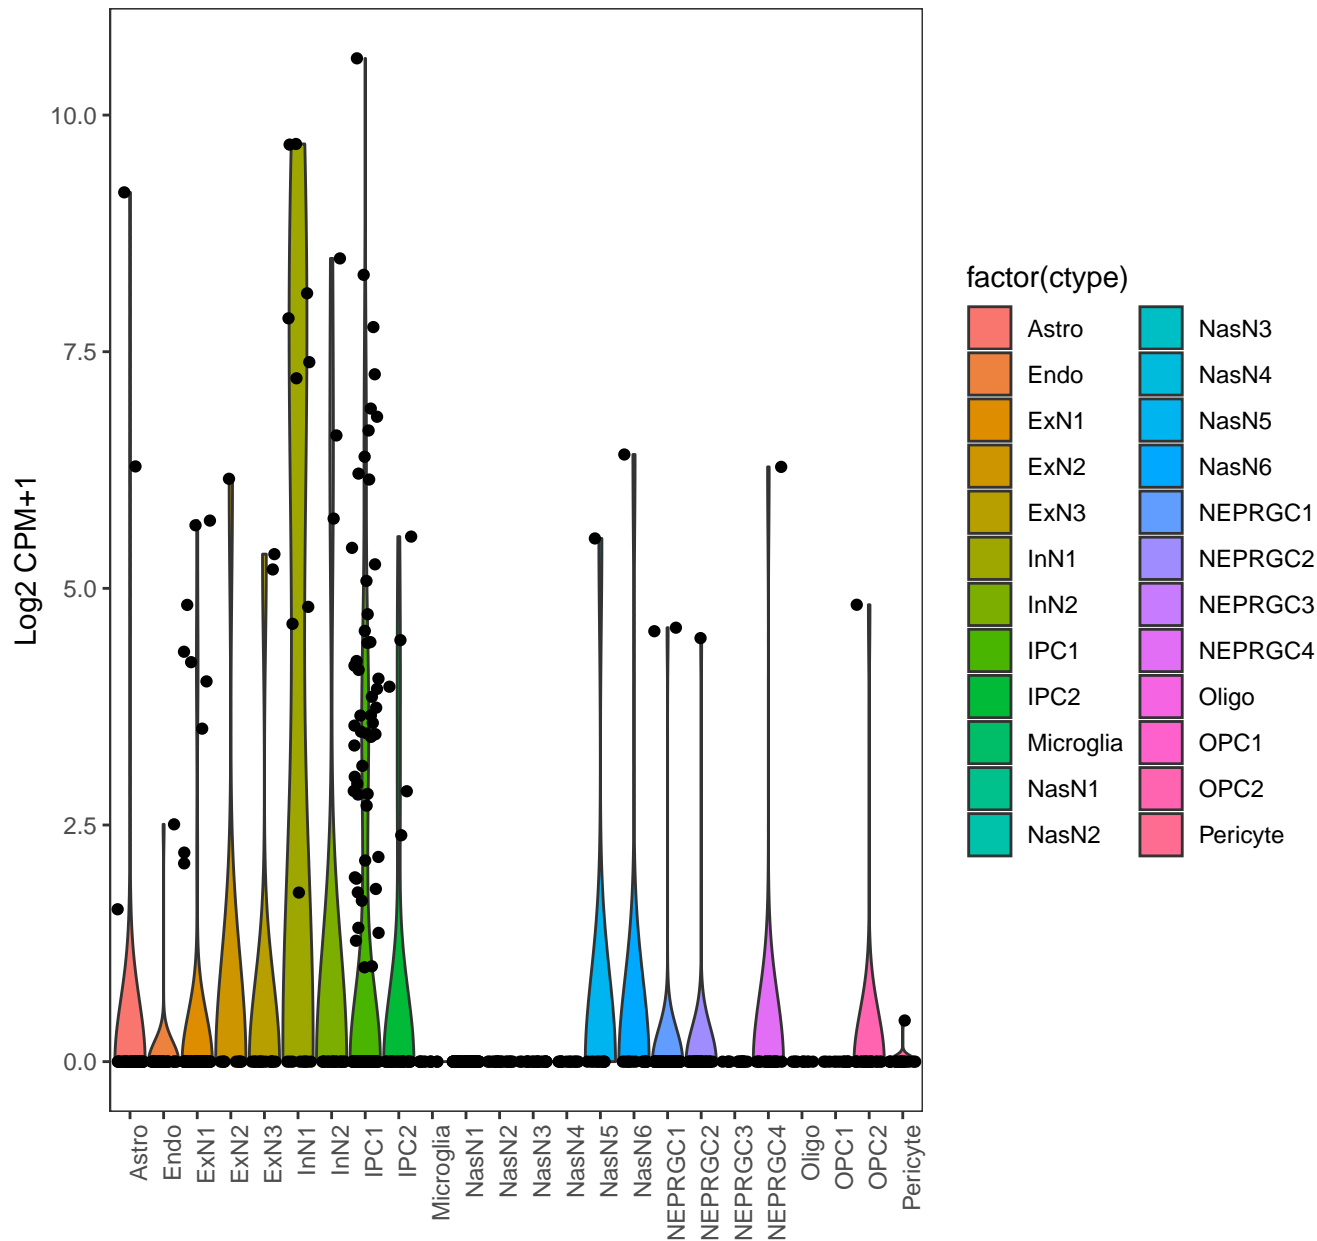 Log2 CPM+1
10.0
7.5
5.0
2.5
0.0
Astro
Endo
ExN1
ExN2
ExN3
InN1
InN2
IPC1
IPC2
Microglia
NasN1
NasN2
NasN3
NasN4
NasN5
NasN6
NEPRGC1
NEPRGC2
NEPRGC3
NEPRGC4
Oligo
OPC1
OPC2
Pericyte
factor(ctype)
Astro
Endo
ExN1
ExN2
ExN3
InN1
InN2
IPC1
IPC2
Microglia
NasN1
NasN2
NasN3
NasN4
NasN5
NasN6
NEPRGC1
NEPRGC2
NEPRGC3
NEPRGC4
Oligo
OPC1
OPC2
Pericyte